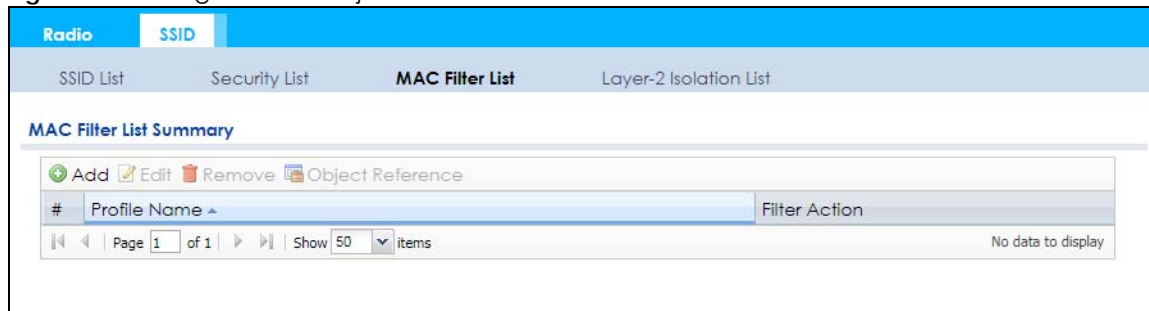 Radio SSID
SSID List Security List MAC Filter List Layer-2 Isolation List
MAC Filter List Summary
Add Edit Remove Object Reference
# Profile Name Filter Action
Page 1 of 1 Show 50 items No data to display